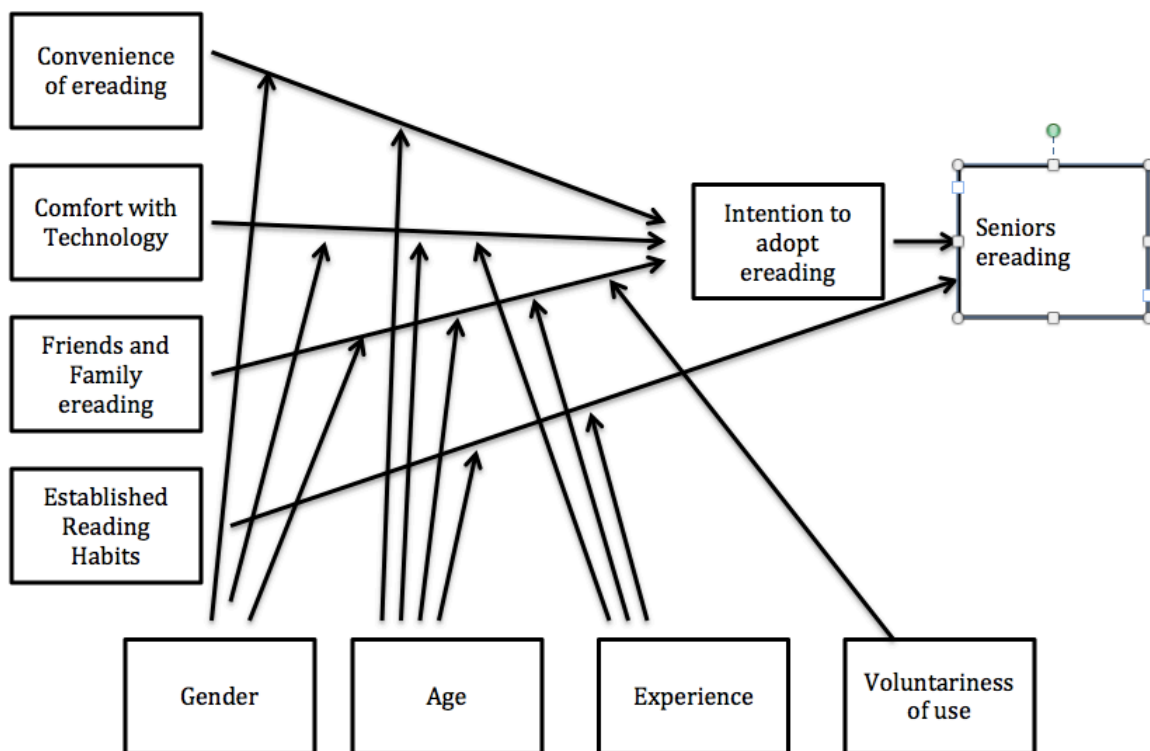 Convenience
of ereading
Comfort with
Technology
Friends and
Family
ereading
Established
Reading
Habits
Intention to
adopt
ereading
Seniors
ereading
Gender
Age
Experience
Voluntariness
of use